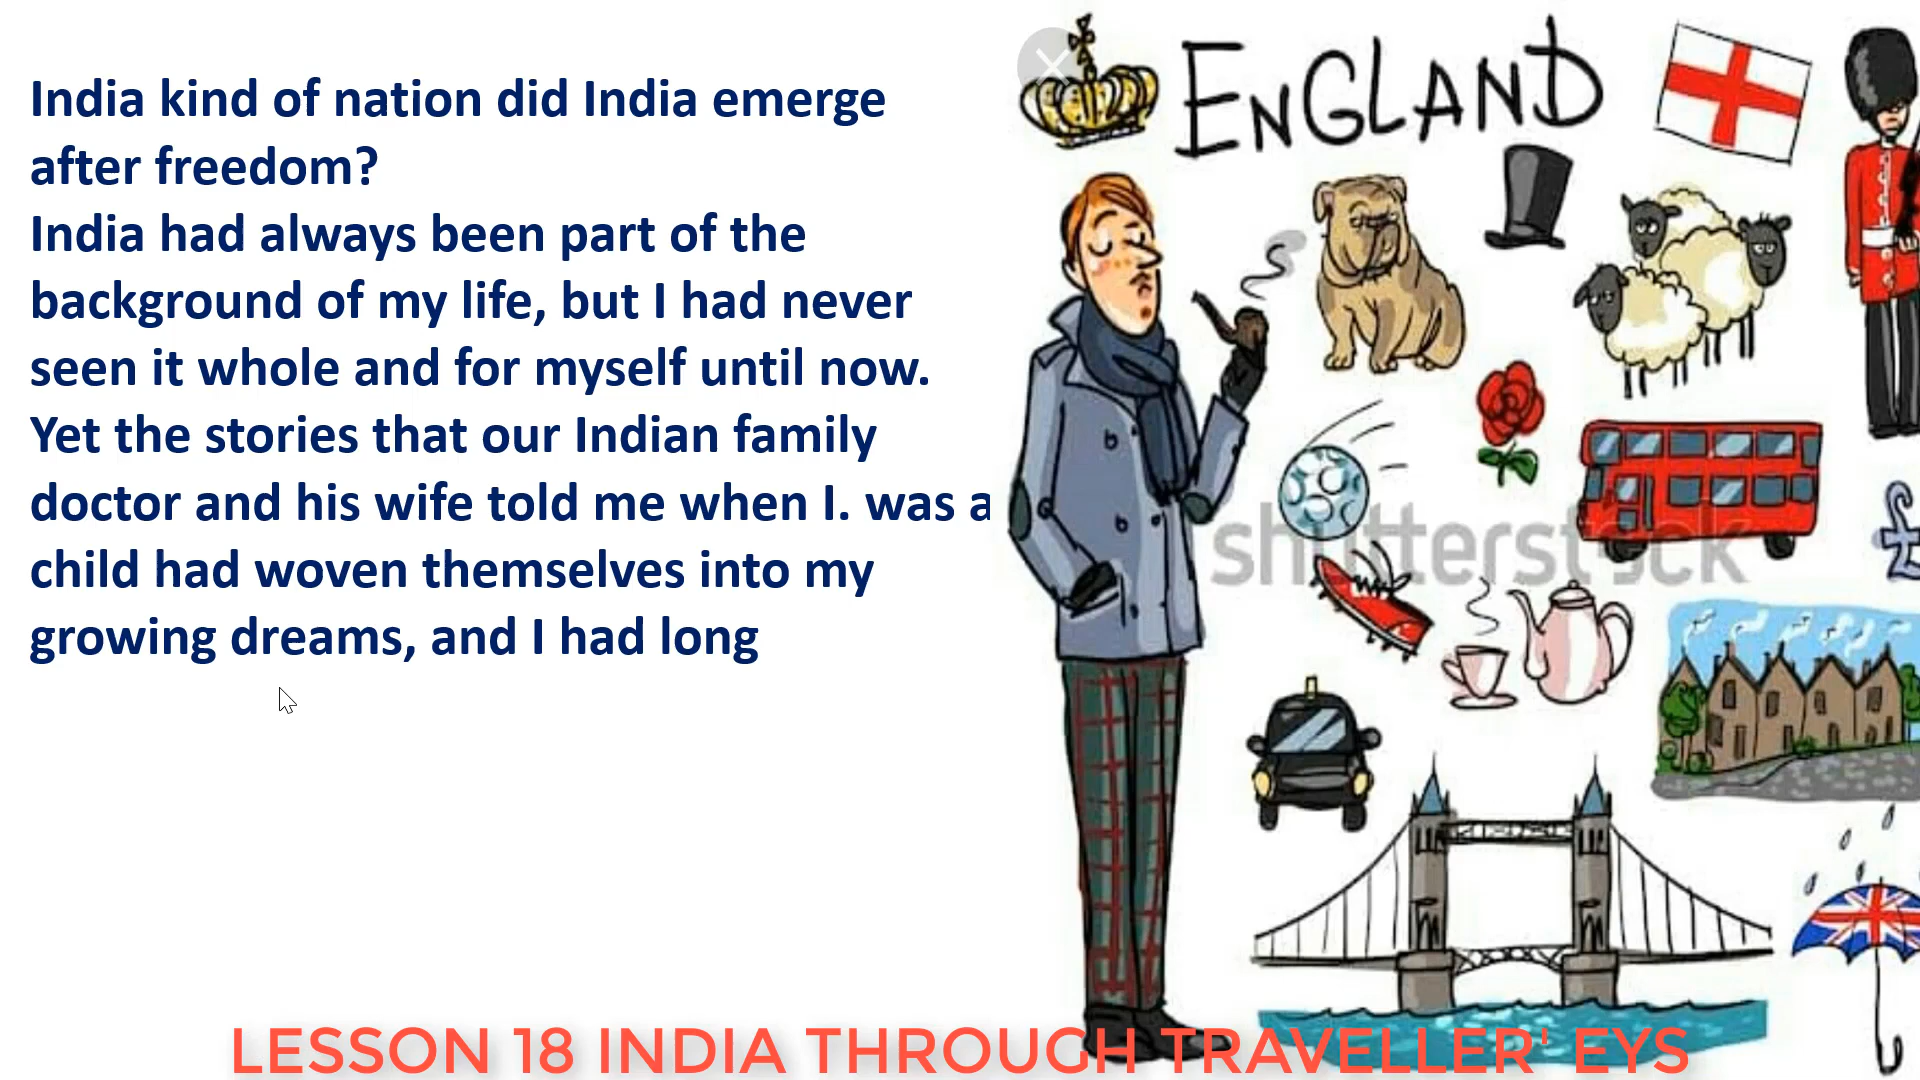 India kind of nation did India emerge
after freedom?
India had always been part of the
background of my life, but I had never
seen it whole and for myself until now.
Yet the stories that our Indian family
doctor and his wife told me when I. was a
child had woven themselves into my
growing dreams, and I had long
ENGLAND
shutterstock
£
LESSON 18 INDIA THROUGH TRAVELLER' EYS